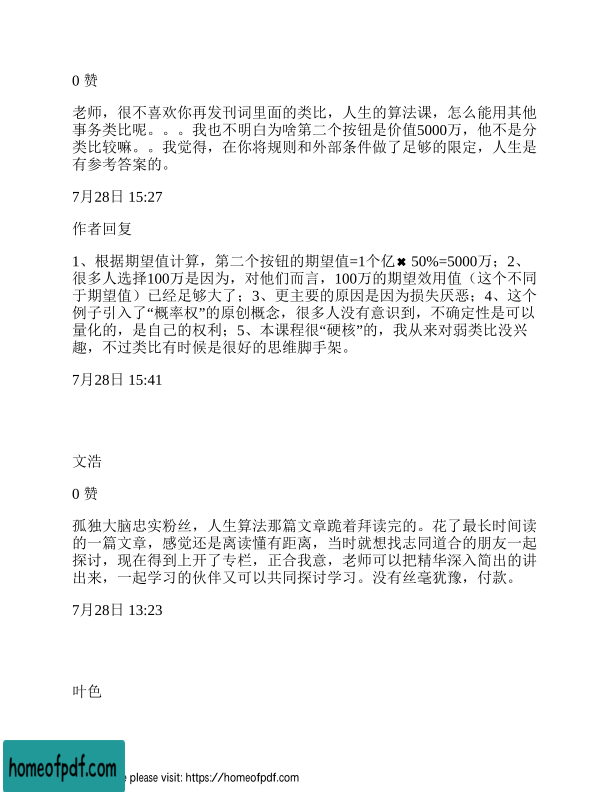 0 赞
老师，很不喜欢你再发刊词里面的类比，人生的算法课，怎么能用其他
事务类比呢。。。我也不明白为啥第二个按钮是价值5000万，他不是分
类比较嘛。。我觉得，在你将规则和外部条件做了足够的限定，人生是
有参考答案的。
7月28日 15:27
作者回复
1、根据期望值计算，第二个按钮的期望值=1个亿✖ 50%=5000万；2、
很多人选择100万是因为，对他们而言，100万的期望效用值（这个不同
于期望值）已经足够大了；3、更主要的原因是因为损失厌恶；4、这个
例子引入了“概率权”的原创概念，很多人没有意识到，不确定性是可以
量化的，是自己的权利；5、本课程很“硬核”的，我从来对弱类比没兴
趣，不过类比有时候是很好的思维脚手架。
7月28日 15:41
文浩
0 赞
孤独大脑忠实粉丝，人生算法那篇文章跪着拜读完的。花了最长时间读
的一篇文章，感觉还是离读懂有距离，当时就想找志同道合的朋友一起
探讨，现在得到上开了专栏，正合我意，老师可以把精华深入简出的讲
出来，一起学习的伙伴又可以共同探讨学习。没有丝毫犹豫，付款。
7月28日 13:23
叶色
homeofpdf.com
e please visit: https://homeofpdf.com